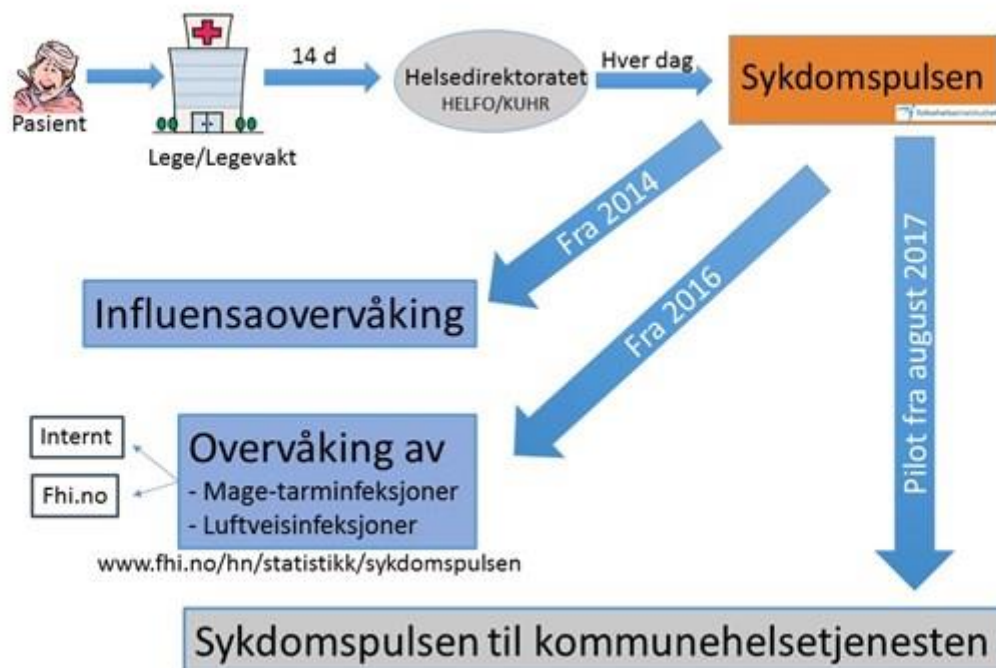 Pasient
Lege/Legevakt
14 d
Helsedirektoratet
HELFO/KUHR
Hver dag
Sykdomspulsen
folkehelseinstituttet
Fra 2014
Fra 2016
Pilot fra august 2017
Influensaovervåking
Internt
Fhi.no
Overvåking av
- Mage-tarminfeksjoner
- Luftveisinfeksjoner
www.fhi.no/hn/statistikk/sykdomspulsen
Sykdomspulsen til kommunehelsetjenesten